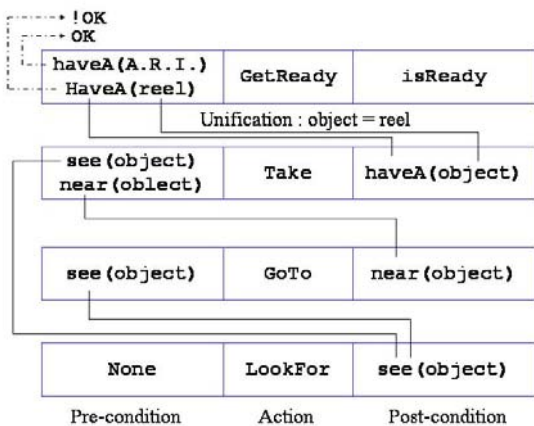 !OK
OK
haveA(A.R.I.)
HaveA(reel)
GetReady
isReady
Unification : object = reel
see(object)
near(oblect)
Take
haveA(object)
see(object)
GoTo
near(object)
None
LookFor
see(object)
Pre-condition
Action
Post-condition